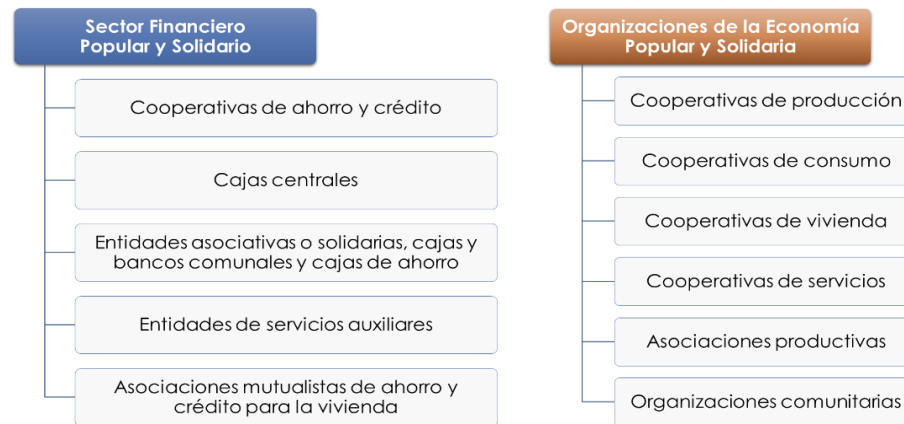 Sector Financiero
Popular y Solidario
Cooperativas de ahorro y crédito
Cajas centrales
Entidades asociativas o solidarias, cajas y
bancos comunales y cajas de ahorro
Entidades de servicios auxiliares
Asociaciones mutualistas de ahorro y
crédito para la vivienda
Organizaciones de la Economía
Popular y Solidaria
Cooperativas de producción
Cooperativas de consumo
Cooperativas de vivienda
Cooperativas de servicios
Asociaciones productivas
Organizaciones comunitarias